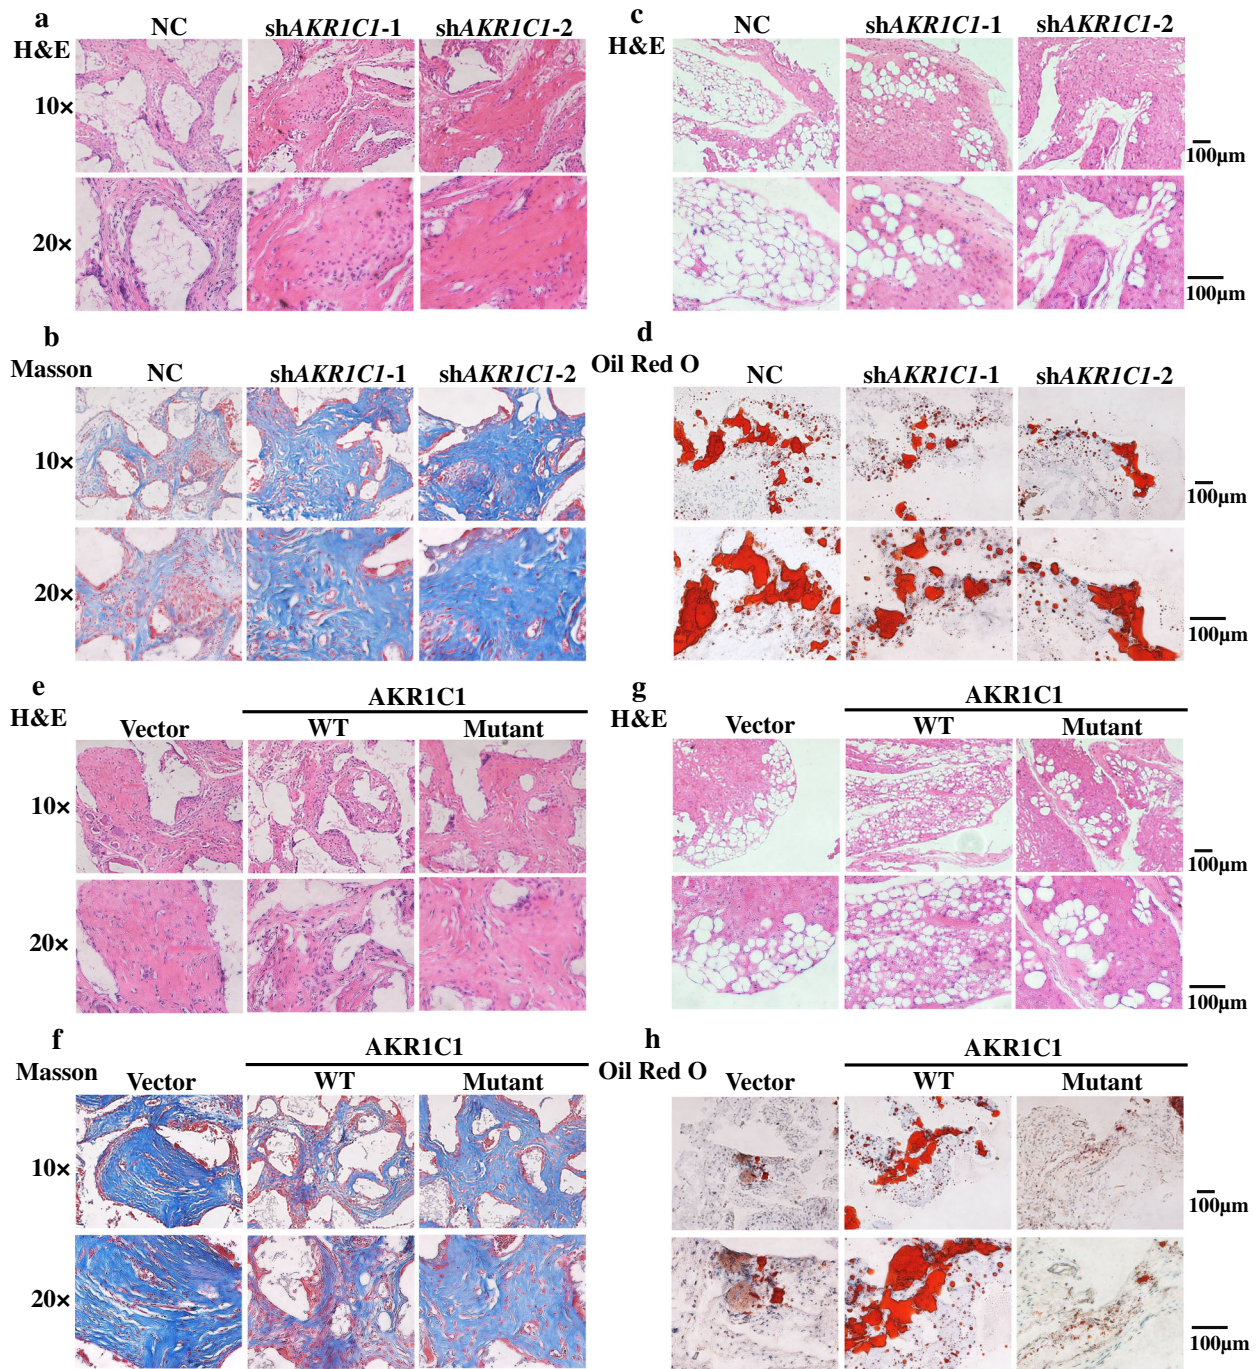 a
H&E
NC
shAKR1C1-1
shAKR1C1-2
10×
20×
c
H&E
NC
shAKR1C1-1
shAKR1C1-2
100μm
100μm
b
Masson
NC
shAKR1C1-1
shAKR1C1-2
10×
20×
d
Oil Red O
NC
shAKR1C1-1
shAKR1C1-2
100μm
100μm
e
H&E
AKR1C1
Vector
WT
Mutant
10×
20×
g
H&E
AKR1C1
Vector
WT
Mutant
100μm
100μm
f
Masson
AKR1C1
Vector
WT
Mutant
10×
20×
h
Oil Red O
AKR1C1
Vector
WT
Mutant
100μm
100μm